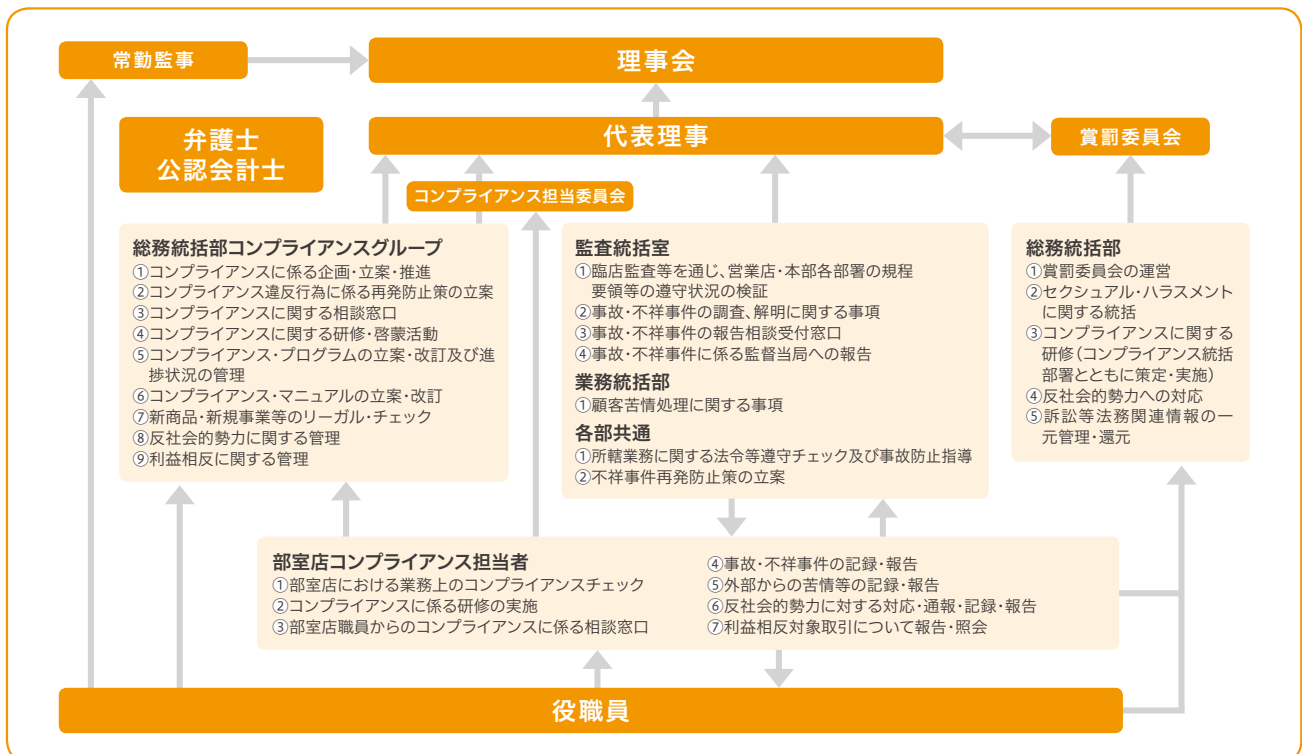 常勤監事
理事会
弁護士
公認会計士
代表理事
賞罰委員会
コンプライアンス担当委員会
総務統括部コンプライアンスグループ
①コンプライアンスに係る企画・立案・推進
②コンプライアンス違反行為に係る再発防止策の立案
③コンプライアンスに関する相談窓口
④コンプライアンスに関する研修・啓蒙活動
⑤コンプライアンス・プログラムの立案・改訂及び進
捗状況の管理
⑥コンプライアンス・マニュアルの立案・改訂
⑦新商品・新規事業等のリーガル・チェック
⑧反社会的勢力に関する管理
⑨利益相反に関する管理
監査統括室
①臨店監査等を通じ、営業店・本部各部署の規程
要領等の遵守状況の検証
②事故・不祥事件の調査、解明に関する事項
③事故・不祥事件の報告相談受付窓口
④事故・不祥事件に係る監督当局への報告
業務統括部
①顧客苦情処理に関する事項
各部共通
①所轄業務に関する法令等遵守チェック及び事故防止指導
②不祥事件再発防止策の立案
総務統括部
①賞罰委員会の運営
②セクシュアル・ハラスメント
に関する統括
③コンプライアンスに関する
研修（コンプライアンス統括
部署とともに策定・実施）
④反社会的勢力への対応
⑤訴訟等法務関連情報の一
元管理・還元
部室店コンプライアンス担当者
①部室店における業務上のコンプライアンスチェック
②コンプライアンスに係る研修の実施
③部室店職員からのコンプライアンスに係る相談窓口
④事故・不祥事件の記録・報告
⑤外部からの苦情等の記録・報告
⑥反社会的勢力に対する対応・通報・記録・報告
⑦利益相反対象取引について報告・照会
役職員